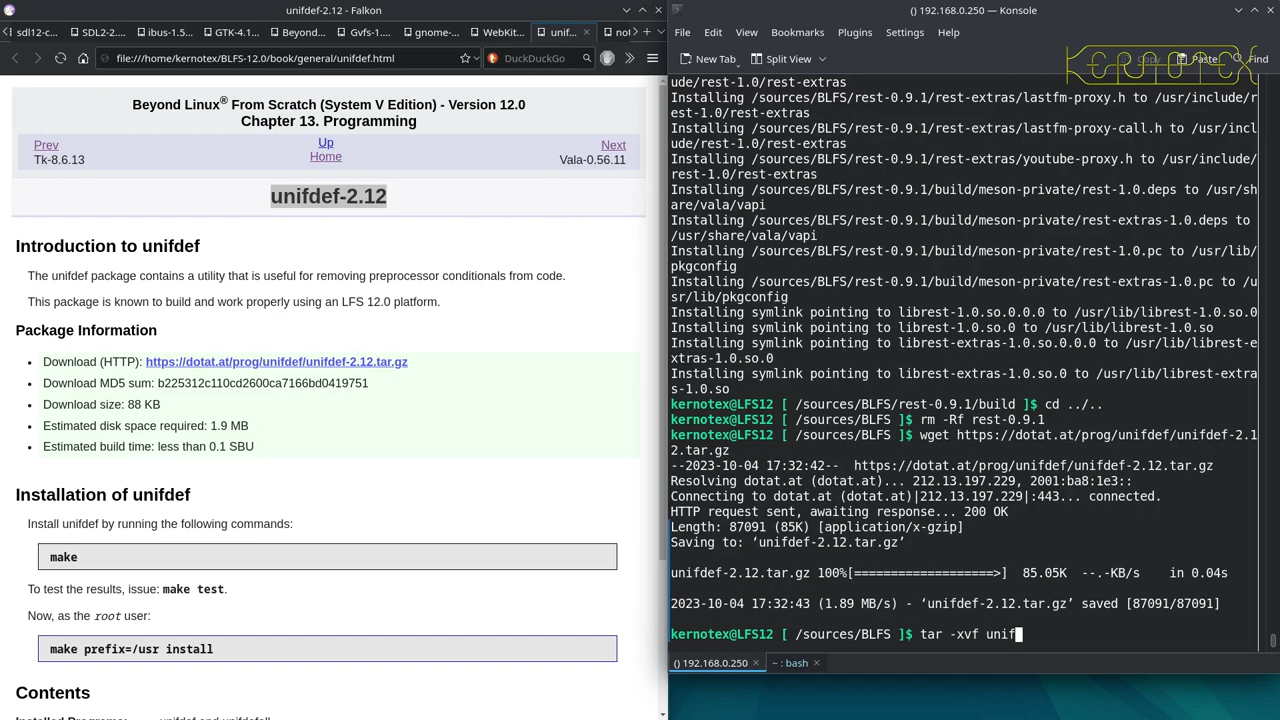 unifdef-2.12 - Falkon
sdl12-c...
SDL2-2....
ibus-1.5...
GTK-4.1...
Beyond...
Gvfs-1....
gnome-...
WebKit...
unif...
not
file:///home/kernotex/BLFS-12.0/book/general/unifdef.html
DuckDuckGo
Beyond Linux® From Scratch (System V Edition) - Version 12.0
Chapter 13. Programming
Prev
Up
Next
Tk-8.6.13
Home
Vala-0.56.11
unifdef-2.12
Introduction to unifdef
The unifdef package contains a utility that is useful for removing preprocessor conditionals from code.
This package is known to build and work properly using an LFS 12.0 platform.
Package Information
• Download (HTTP): https://dotat.at/prog/unifdef/unifdef-2.12.tar.gz
• Download MD5 sum: b225312c110cd2600ca7166bd0419751
• Download size: 88 KB
• Estimated disk space required: 1.9 MB
• Estimated build time: less than 0.1 SBU
Installation of unifdef
Install unifdef by running the following commands:
make
To test the results, issue: make test.
Now, as the root user:
make prefix=/usr install
Contents
Installed Programs: unifdef and unifdefall
() 192.168.0.250 — Konsole
File Edit View Bookmarks Plugins Settings Help
New Tab Split View Copy Paste Find
KERNOTEX
ude/rest-1.0/rest-extras
Installing /sources/BLFS/rest-0.9.1/rest-extras/lastfm-proxy.h to /usr/include/r
est-1.0/rest-extras
Installing /sources/BLFS/rest-0.9.1/rest-extras/lastfm-proxy-call.h to /usr/incl
ude/rest-1.0/rest-extras
Installing /sources/BLFS/rest-0.9.1/rest-extras/youtube-proxy.h to /usr/include/
rest-1.0/rest-extras
Installing /sources/BLFS/rest-0.9.1/build/meson-private/rest-1.0.deps to /usr/sh
are/vala/vapi
Installing /sources/BLFS/rest-0.9.1/build/meson-private/rest-extras-1.0.deps to
/usr/share/vala/vapi
Installing /sources/BLFS/rest-0.9.1/build/meson-private/rest-1.0.pc to /usr/lib/
pkgconfig
Installing /sources/BLFS/rest-0.9.1/build/meson-private/rest-extras-1.0.pc to /u
sr/lib/pkgconfig
Installing symlink pointing to librest-1.0.so.0.0.0 to /usr/lib/librest-1.0.so.0
Installing symlink pointing to librest-1.0.so.0 to /usr/lib/librest-1.0.so
Installing symlink pointing to librest-extras-1.0.so.0.0.0 to /usr/lib/librest-e
xtras-1.0.so.0
Installing symlink pointing to librest-extras-1.0.so.0 to /usr/lib/librest-extra
s-1.0.so
kernotex@LFS12 [ /sources/BLFS/rest-0.9.1/build ]$ cd ../..
kernotex@LFS12 [ /sources/BLFS ]$ rm -Rf rest-0.9.1
kernotex@LFS12 [ /sources/BLFS ]$ wget https://dotat.at/prog/unifdef/unifdef-2.1
2.tar.gz
--2023-10-04 17:32:42-- https://dotat.at/prog/unifdef/unifdef-2.12.tar.gz
Resolving dotat.at (dotat.at)... 212.13.197.229, 2001:ba8:1e3::
Connecting to dotat.at (dotat.at)|212.13.197.229|:443... connected.
HTTP request sent, awaiting response... 200 OK
Length: 87091 (85K) [application/x-gzip]
Saving to: ‘unifdef-2.12.tar.gz’
unifdef-2.12.tar.gz 100%[===================>] 85.05K --.-KB/s in 0.04s
2023-10-04 17:32:43 (1.89 MB/s) - ‘unifdef-2.12.tar.gz’ saved [87091/87091]
kernotex@LFS12 [ /sources/BLFS ]$ tar -xvf unif
() 192.168.0.250
~ : bash